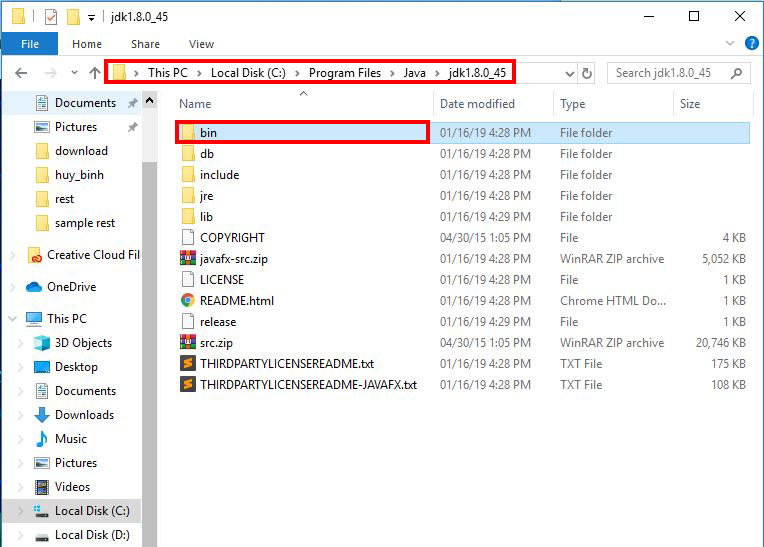 jdk1.8.0_45
File Home Share View
This PC Local Disk (C:) Program Files Java jdk1.8.0_45 Search jdk1.8.0_45
Documents
Pictures
download
huy_binh
rest
sample rest
Creative Cloud Fil
OneDrive
This PC
3D Objects
Desktop
Documents
Downloads
Music
Pictures
Videos
Local Disk (C:)
Local Disk (D:)
Name Date modified Type Size
bin 01/16/19 4:28 PM File folder
db 01/16/19 4:28 PM File folder
include 01/16/19 4:28 PM File folder
jre 01/16/19 4:28 PM File folder
lib 01/16/19 4:29 PM File folder
COPYRIGHT 04/30/15 1:05 PM File 4 KB
javafx-src.zip 01/16/19 4:28 PM WinRAR ZIP archive 5,052 KB
LICENSE 01/16/19 4:28 PM File 1 KB
README.html 01/16/19 4:28 PM Chrome HTML Do... 1 KB
release 01/16/19 4:29 PM File 1 KB
src.zip 04/30/15 1:05 PM WinRAR ZIP archive 20,746 KB
THIRDPARTYLICENSEREADME.txt 01/16/19 4:28 PM TXT File 175 KB
THIRDPARTYLICENSEREADME-JAVAFX.txt 01/16/19 4:28 PM TXT File 108 KB